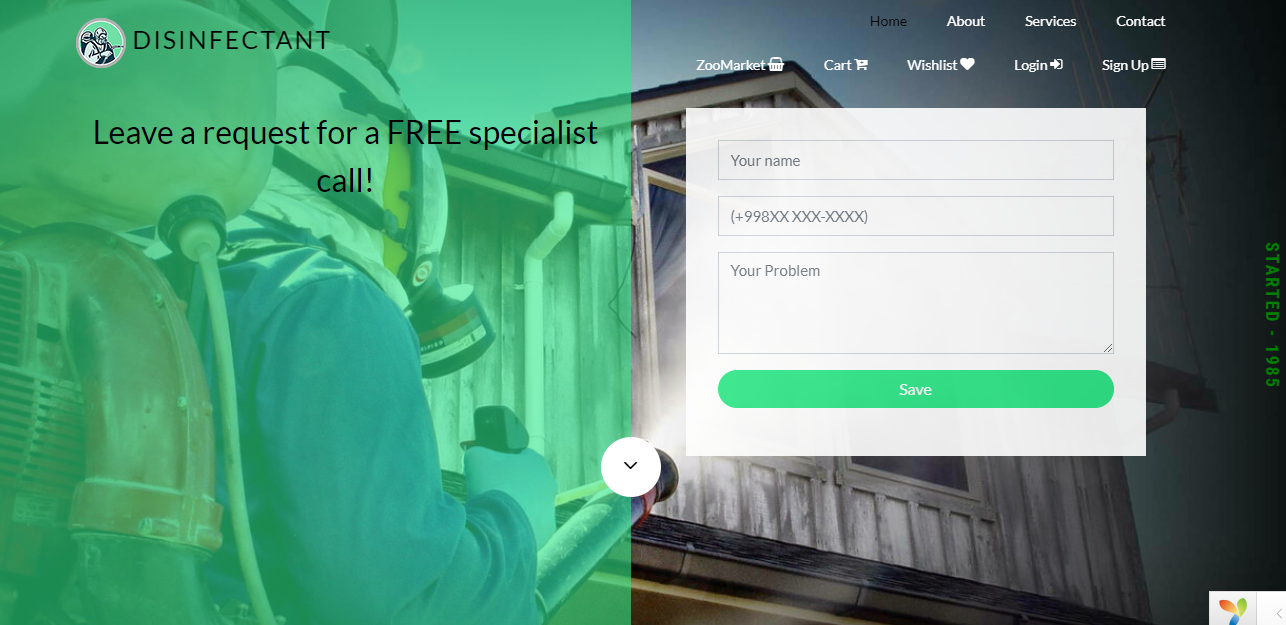 DISINFECTANT
Home About Services Contact
ZooMarket Cart Wishlist Login Sign Up
Leave a request for a FREE specialist
call!
Your name
(+998XX XXX-XXXX)
Your Problem
Save
STARTED - 1985